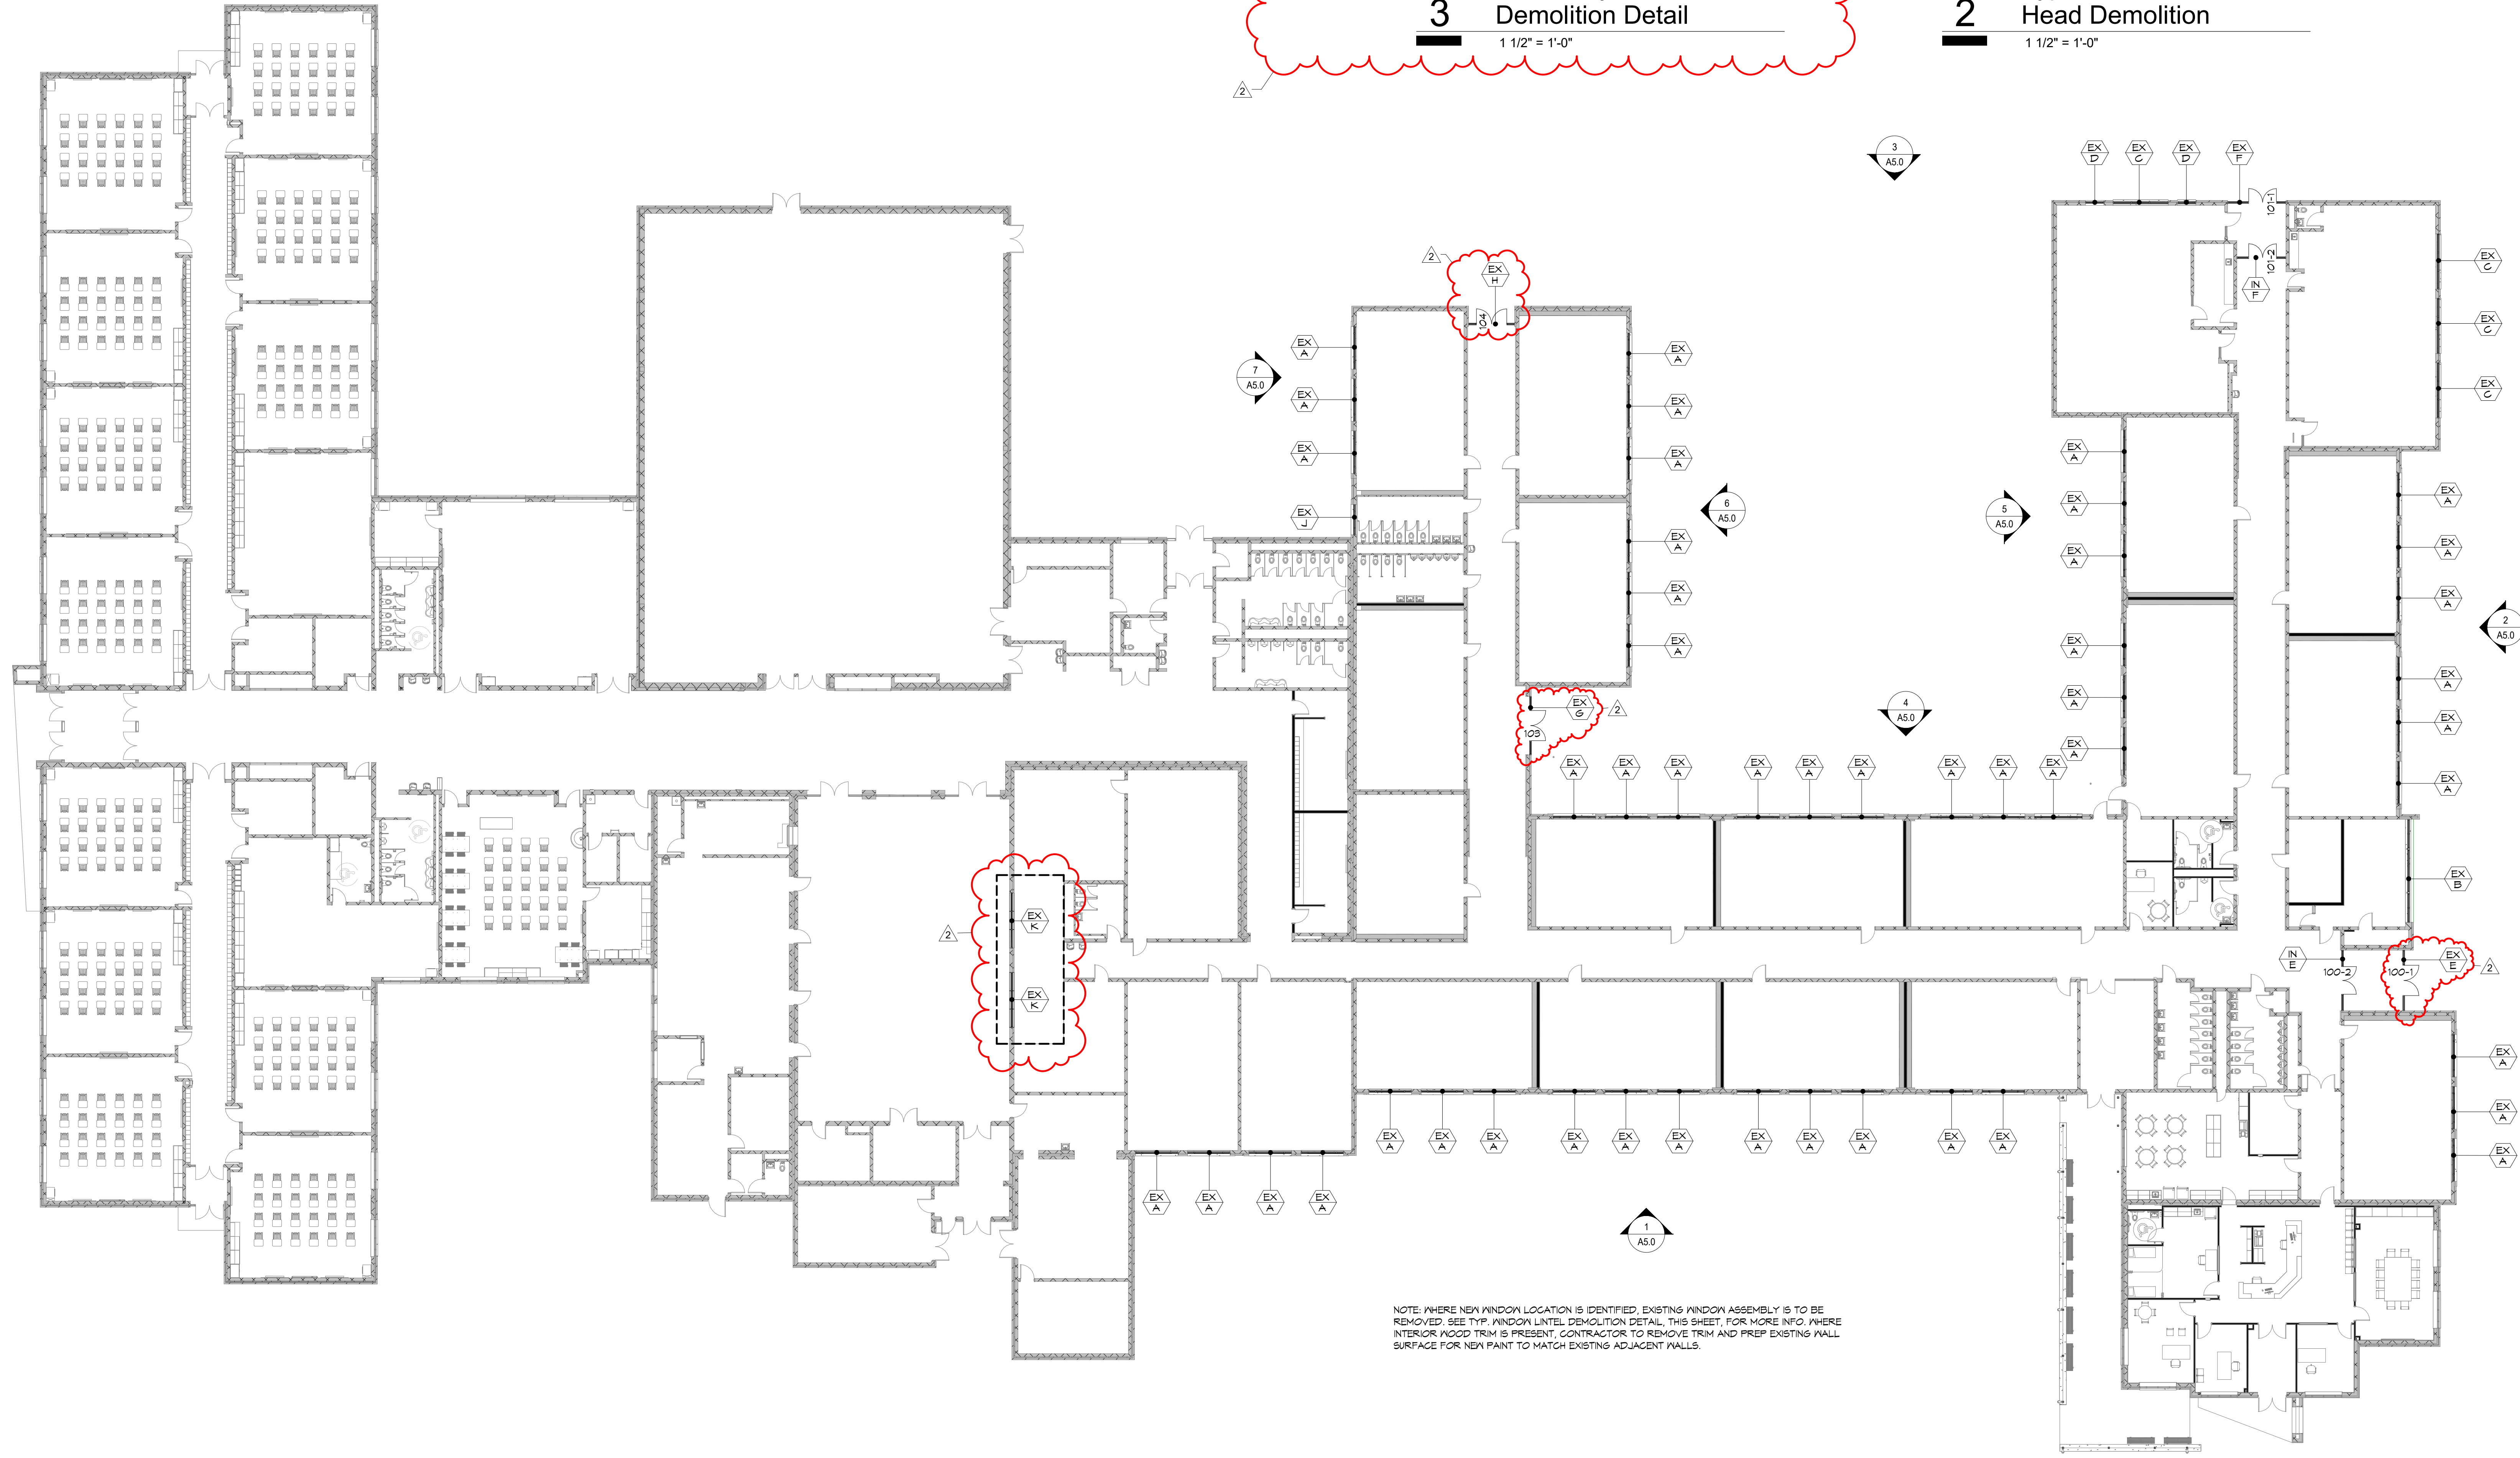 3
Demolition Detail
1 1/2" = 1'-0"
2
Head Demolition
1 1/2" = 1'-0"
2
3
A5.0
EX
D
EX
C
EX
D
EX
F
101-1
101-2
IN
F
EX
C
EX
C
EX
C
2
EX
H
104
EX
A
EX
A
EX
A
EX
J
7
A5.0
EX
A
EX
A
EX
A
EX
A
EX
A
EX
A
6
A5.0
5
A5.0
EX
A
EX
A
EX
A
EX
A
EX
A
EX
A
EX
A
EX
A
EX
A
EX
A
EX
A
EX
A
2
A5.0
EX
G
2
103
4
A5.0
EX
A
EX
A
EX
A
EX
A
EX
A
EX
A
EX
A
EX
A
EX
A
EX
B
2
EX
K
EX
K
IN
E
100-2
100-1
EX
E
2
EX
A
EX
A
EX
A
EX
A
EX
A
EX
A
EX
A
EX
A
EX
A
EX
A
EX
A
EX
A
EX
A
EX
A
EX
A
EX
A
EX
A
EX
A
1
A5.0
NOTE: WHERE NEW WINDOW LOCATION IS IDENTIFIED, EXISTING WINDOW ASSEMBLY IS TO BE
REMOVED. SEE TYP. WINDOW LINTEL DEMOLITION DETAIL, THIS SHEET, FOR MORE INFO. WHERE
INTERIOR WOOD TRIM IS PRESENT, CONTRACTOR TO REMOVE TRIM AND PREP EXISTING WALL
SURFACE FOR NEW PAINT TO MATCH EXISTING ADJACENT WALLS.